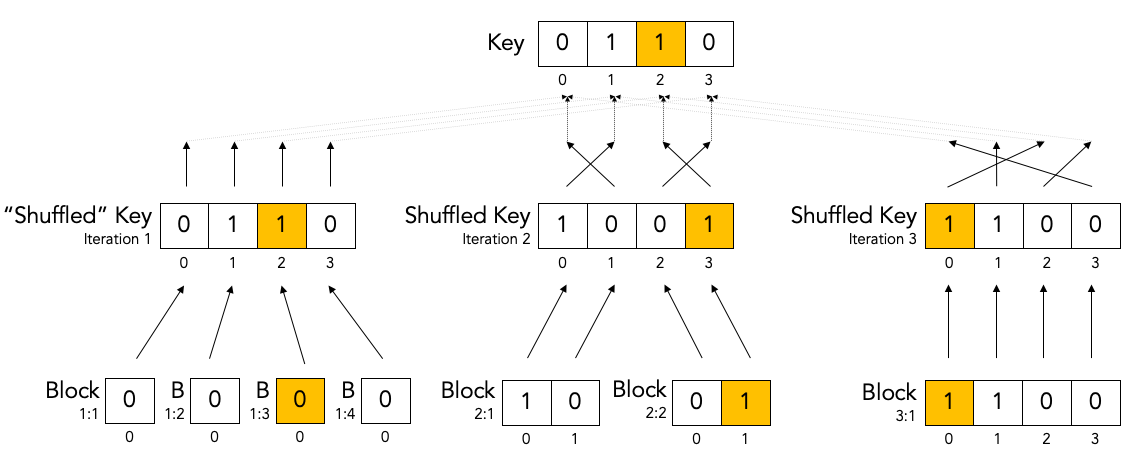 Key 0 1 1 0
0 1 2 3
“Shuffled” Key 0 1 1 0
Iteration 1
0 1 2 3
Shuffled Key 1 0 0 1
Iteration 2
0 1 2 3
Shuffled Key 1 1 0 0
Iteration 3
0 1 2 3
Block 0
1:1
0
B 0
1:2
0
B 0
1:3
0
B 0
1:4
0
Block 1 0
2:1
0 1
Block 0 1
2:2
0 1
Block 1 1 0 0
3:1
0 1 2 3